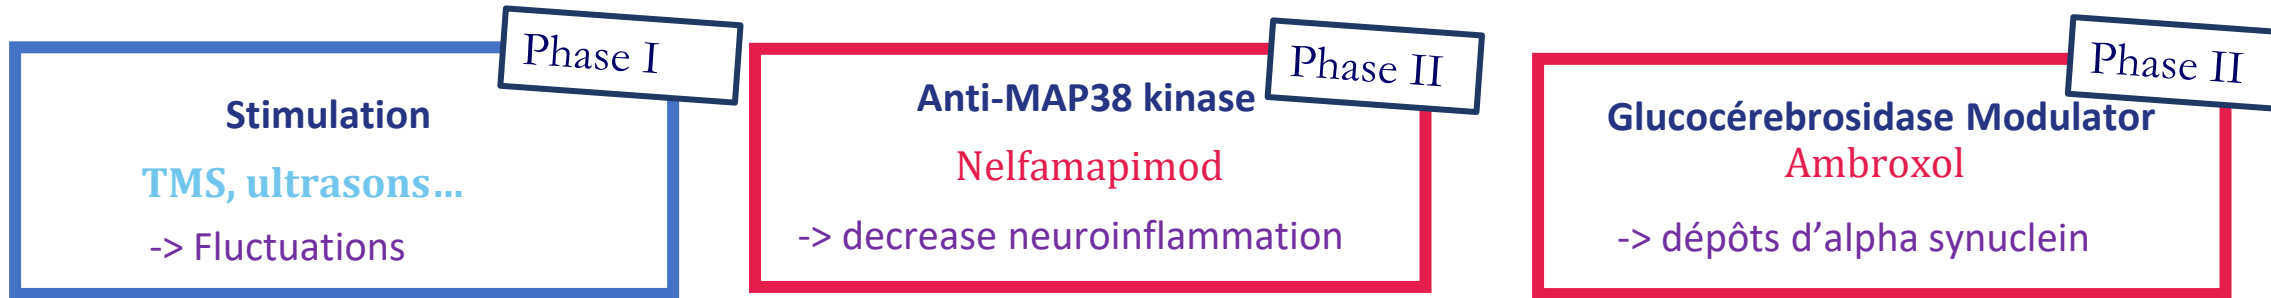 Phase I
Stimulation
TMS, ultrasons…
-> Fluctuations
Phase II
Anti-MAP38 kinase
Nelfamapimod
-> decrease neuroinflammation
Phase II
Glucocérebrosidase Modulator
Ambroxol
-> dépôts d’alpha synuclein